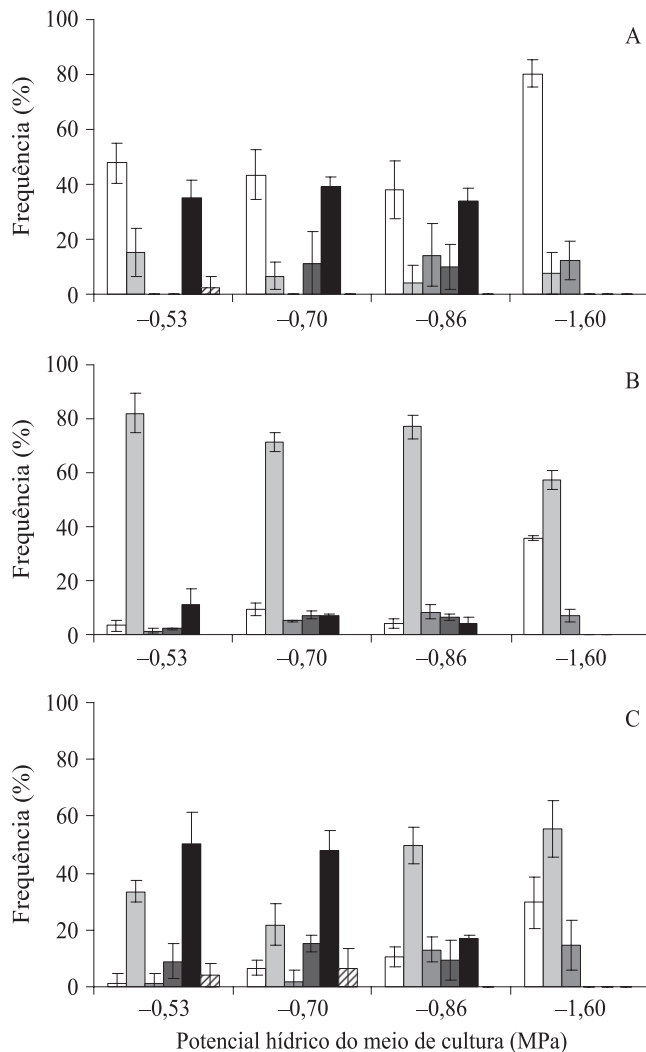 A
Frequência (%)
100
80
60
40
20
0
–0,53 –0,70 –0,86 –1,60
B
Frequência (%)
100
80
60
40
20
0
–0,53 –0,70 –0,86 –1,60
C
Frequência (%)
100
80
60
40
20
0
–0,53 –0,70 –0,86 –1,60
Potencial hídrico do meio de cultura (MPa)